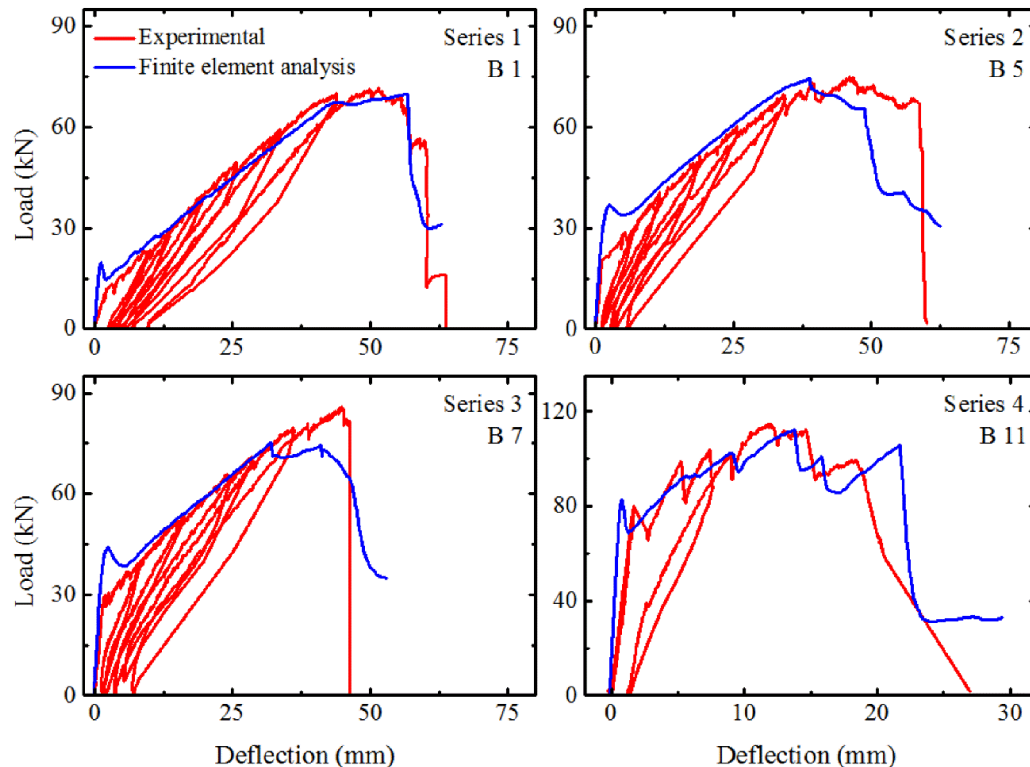 90
60
30
0
Load (kN)
Experimental
Finite element analysis
Series 1
B 1
0 25 50 75
90
60
30
0
Series 2
B 5
0 25 50 75
90
60
30
0
Load (kN)
Series 3
B 7
0 25 50 75
Deflection (mm)
120
80
40
0
Series 4
B 11
0 10 20 30
Deflection (mm)